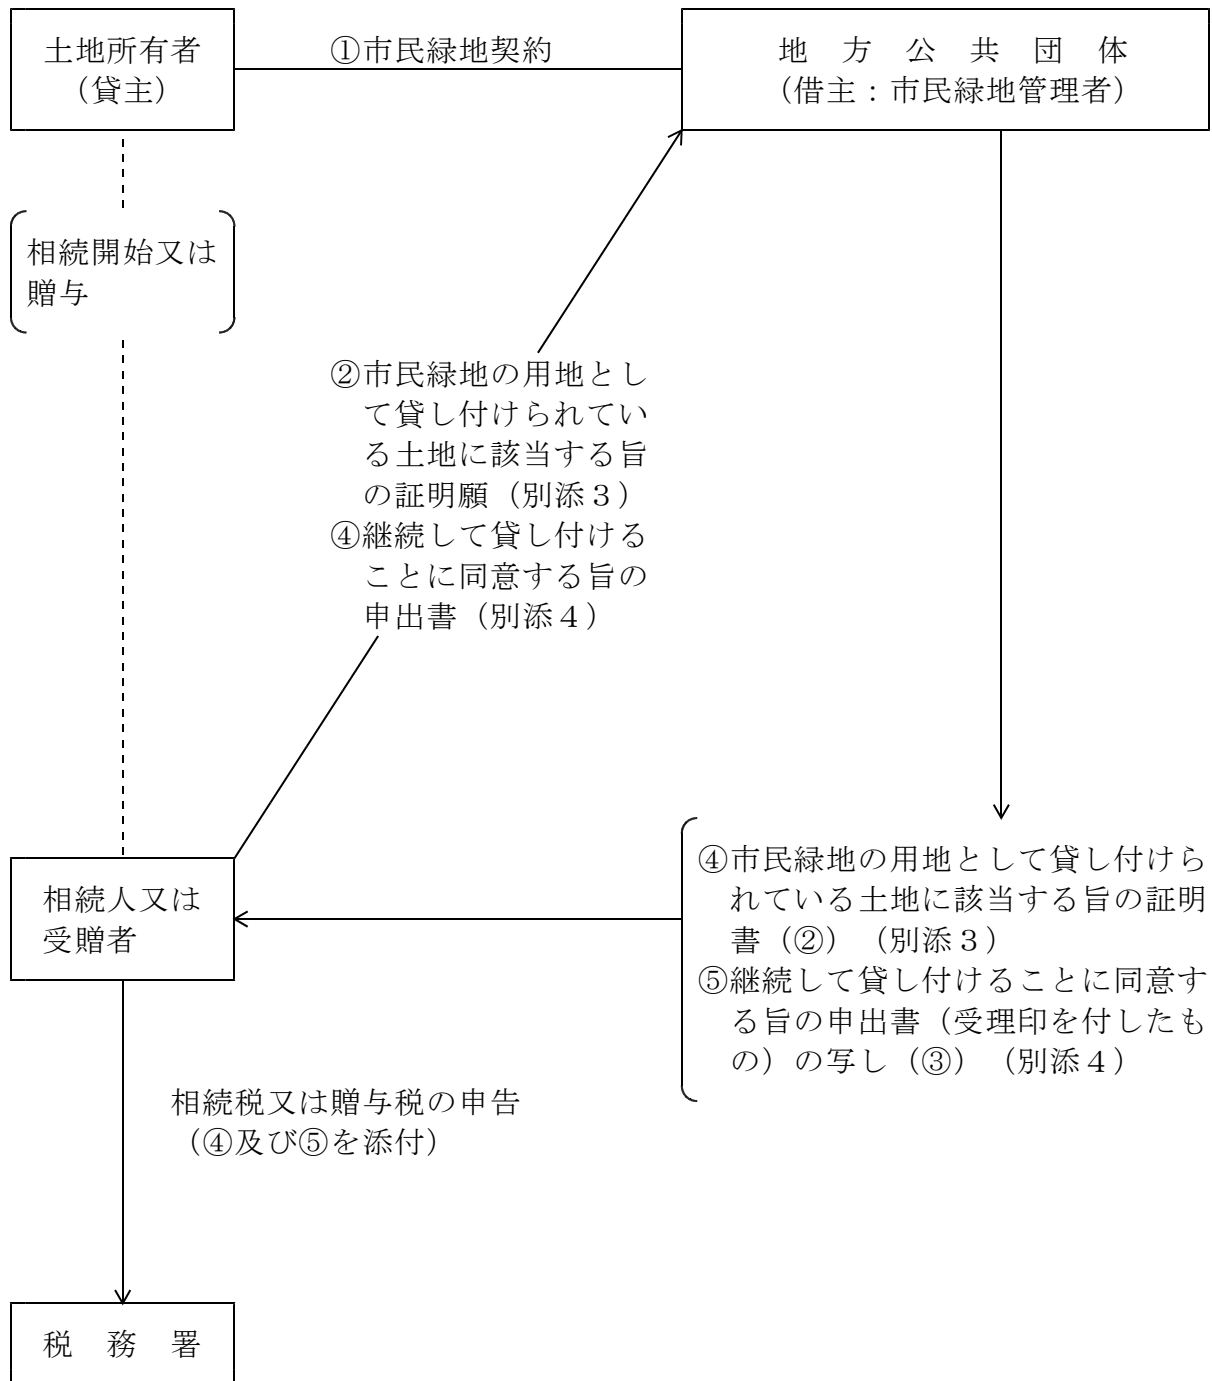 土地所有者
（貸主）
①市民緑地契約
地方公共団体
（借主：市民緑地管理者）
相続開始又は
贈与
②市民緑地の用地とし
て貸し付けられてい
る土地に該当する旨
の証明願（別添３）
④継続して貸し付ける
ことに同意する旨の
申出書（別添４）
④市民緑地の用地として貸し付けら
れている土地に該当する旨の証明
書（②）（別添３）
⑤継続して貸し付けることに同意す
る旨の申出書（受理印を付したも
の）の写し（③）（別添４）
相続人又は
受贈者
相続税又は贈与税の申告
（④及び⑤を添付）
税務署